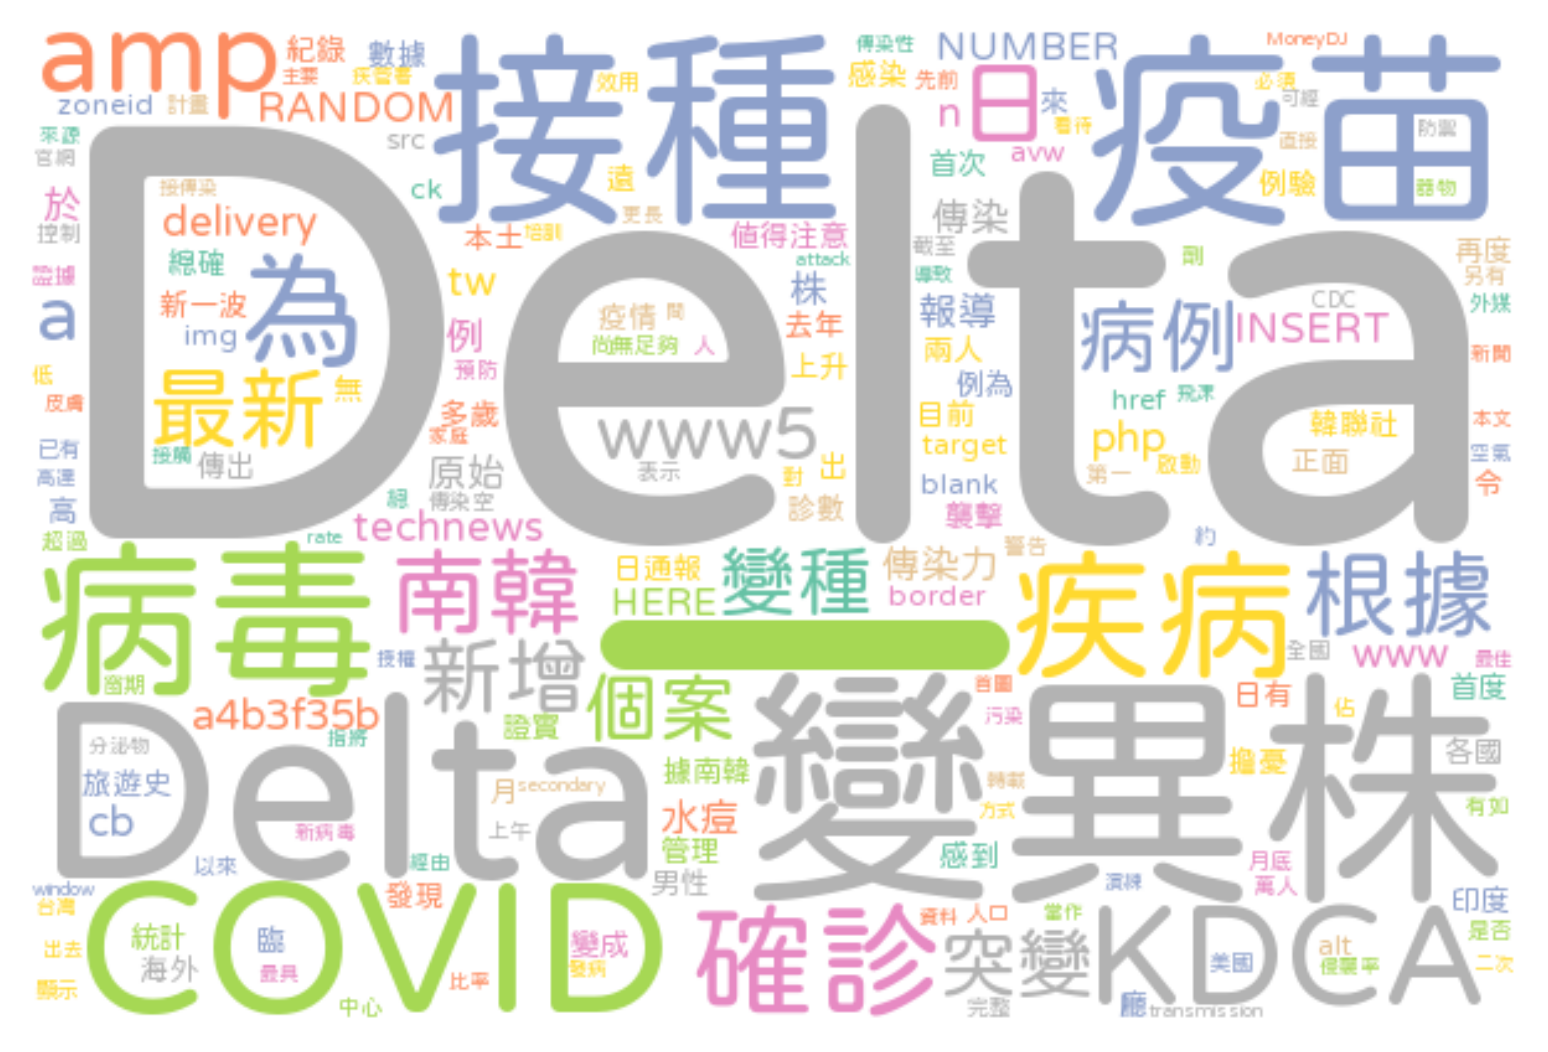 amp 紀錄 數據 接種 傳染性 NUMBER MoneyDJ
主要 疾管署 效用 感染 先前 日 疫苗 必須
zoneid 計畫 RANDOM n 來 可經
來源 src 看待 防禦
官網 Delta ck 遠 首次 avw 直接
於 接傳染 更長 傳染 例驗 器物
控制 delivery 本土 培訓 值得注意 截至 劑 再度
證據 總確 為 tw attack 導致 另有
a 新一波 株 報導 病例 CDC 外媒
img 例 疫情 間 去年 INSERT
尚無足夠 人 兩人 新聞
低 最新 無 預防 上升 例為 href 飛沫
皮膚 多歲 www5 目前 本文
家庭 target php 韓聯社
已有 接觸 傳出 原始 表示 對 出 第一 啟動 正面 空氣
高達 總 傳染空 blank 令
高 technews 診數 襲擊
超過 rate 約
病毒 南韓 日通報 變種 傳染力 警告 疾病 根據
HERE border
授權 新增 一 全國 www 最佳
當期 個案 首圖 日有 首度
a4b3f35b 證實 變異株 污染 佔
Delta 指將
分泌物 據南韓 擔憂 各國
旅遊史 月 secondary 轉載
cb 新病毒 上午 水痘 方式 有如
以來 經由 管理 感到 月底
window 發現 男性 演練 萬人
台灣 COVID 確診 資料 人口 當作 KDCA 印度
統計 臨 變成 突變 alt 是否
出去 海外 最具 發病 比率 美國 侵襲率 二次
顯示 中心 完整 廳 transmission